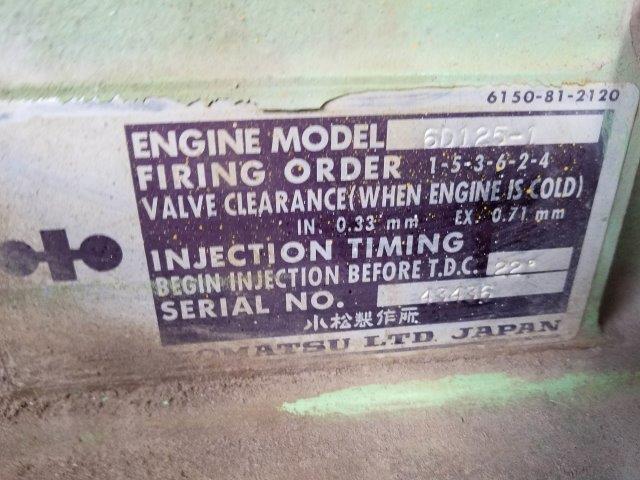 6150-81-2120
ENGINE MODEL 6D125-1
FIRING ORDER 1-5-3-6-2-4
VALVE CLEARANCE(WHEN ENGINE IS COLD)
IN. 0.33 mm EX. 0.71 mm
INJECTION TIMING
BEGIN INJECTION BEFORE T.D.C. 22°
SERIAL NO. 43436
小松製作所
OMATSU LTD. JAPAN